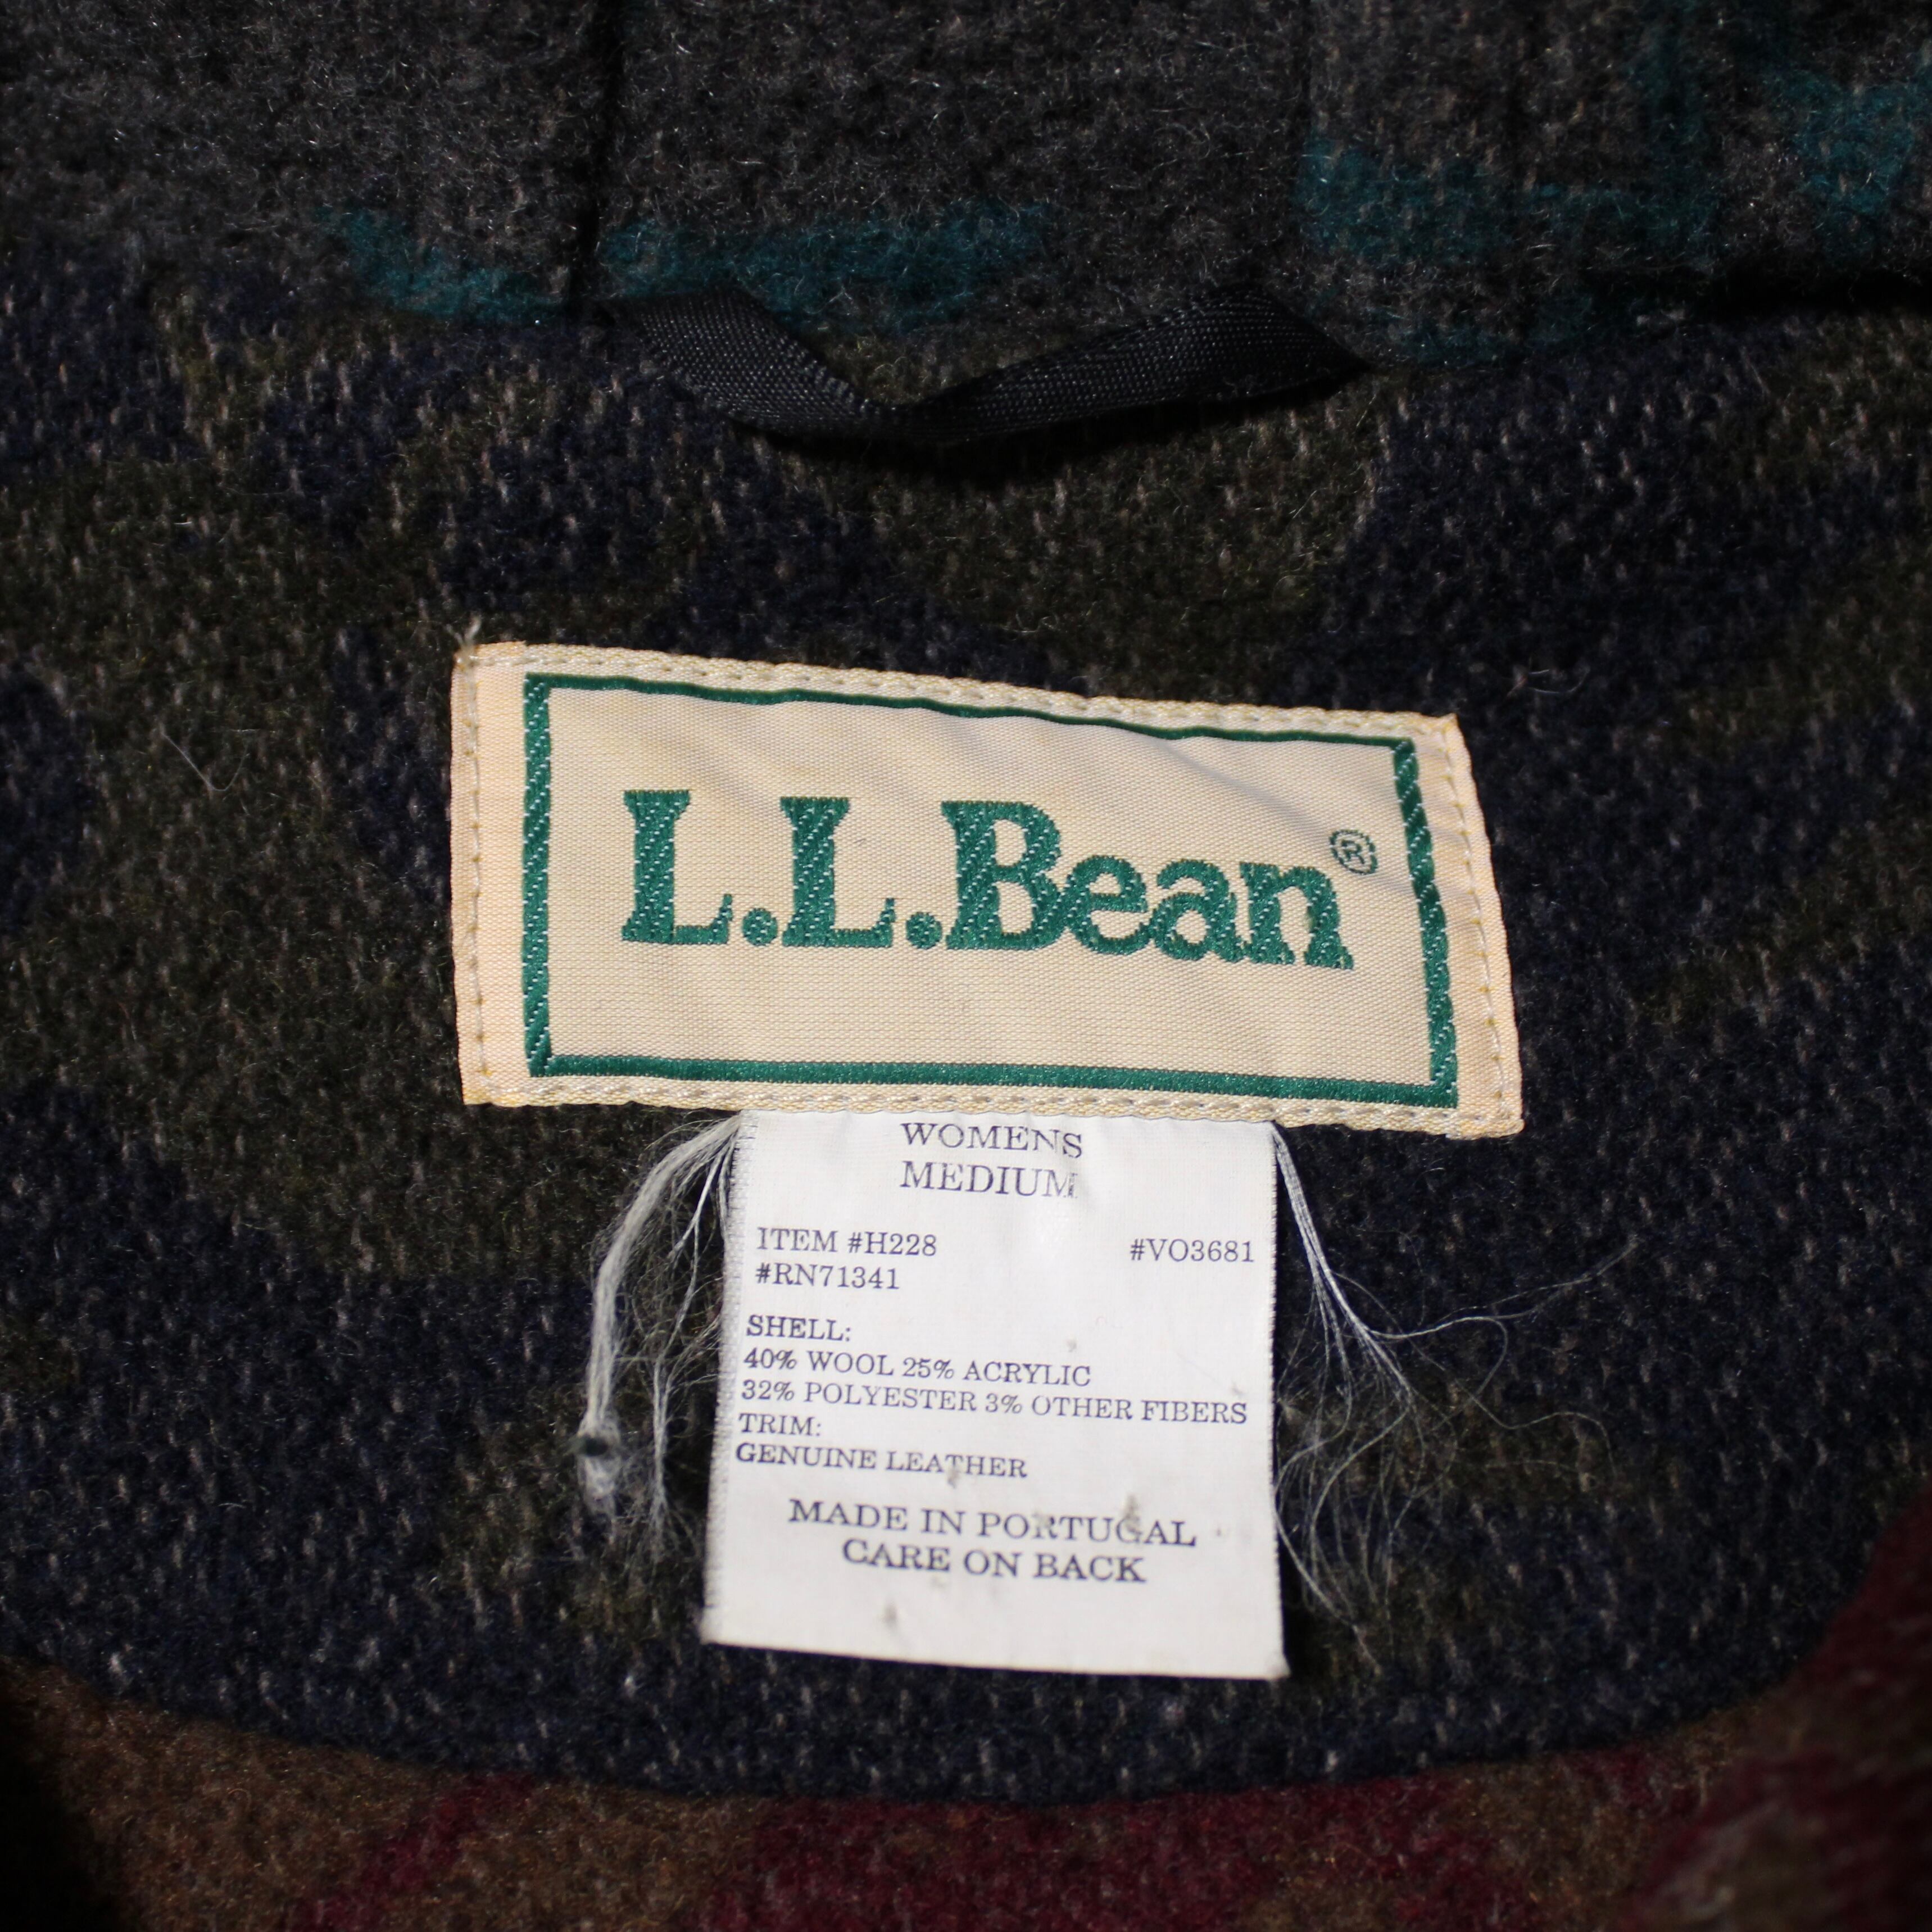 L.L.Bean®
WOMENS
MEDIUM
ITEM #H228 #VO3681
#RN71341
SHELL:
40% WOOL 25% ACRYLIC
32% POLYESTER 3% OTHER FIBERS
TRIM:
GENUINE LEATHER
MADE IN PORTUGAL
CARE ON BACK